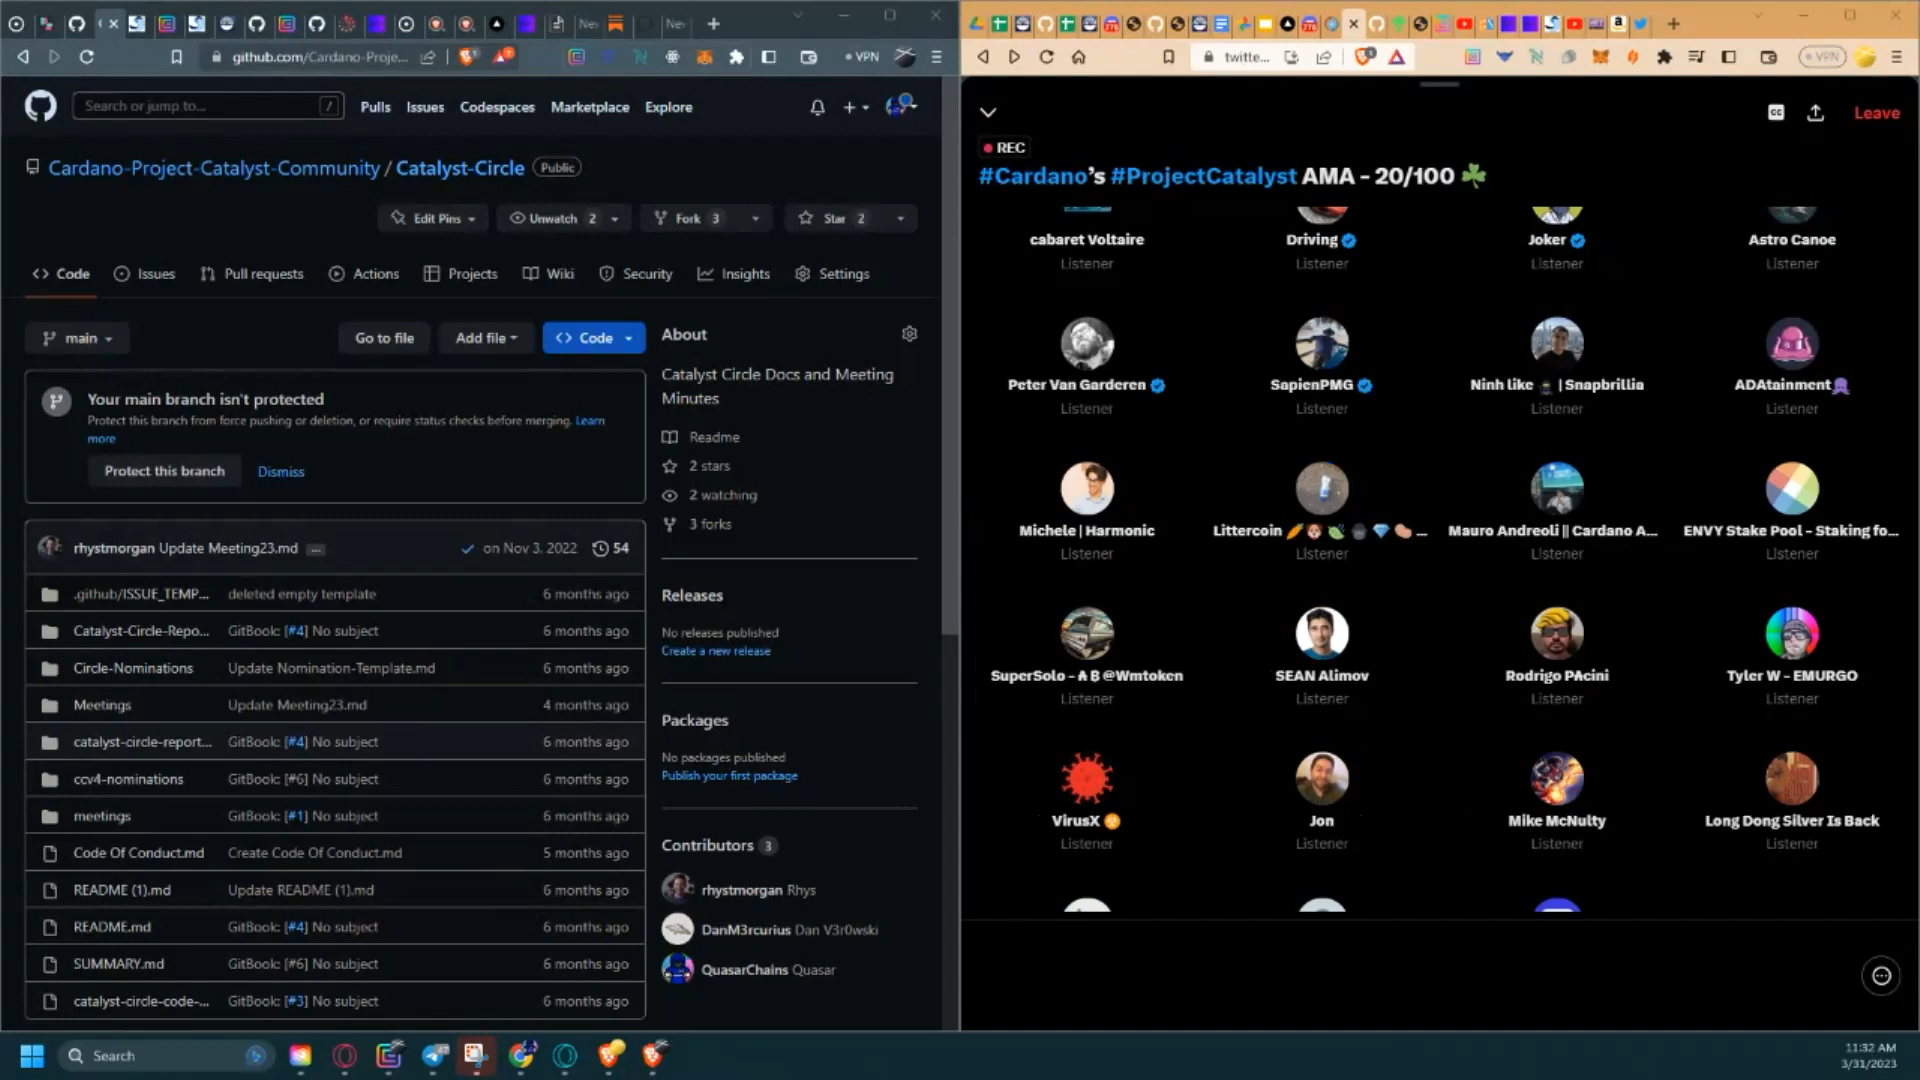 New
New
github.com/Cardano-Proje...
VPN
twitte...
VPN
Search or jump to...
/
Pulls
Issues
Codespaces
Marketplace
Explore
Cardano-Project-Catalyst-Community / Catalyst-Circle
Public
Edit Pins
Unwatch 2
Fork 3
Star 2
Code
Issues
Pull requests
Actions
Projects
Wiki
Security
Insights
Settings
main
Go to file
Add file
Code
Your main branch isn't protected
Protect this branch from force pushing or deletion, or require status checks before merging. Learn
more
Protect this branch
Dismiss
rhystmorgan Update Meeting23.md ...
on Nov 3, 2022
54
.github/ISSUE_TEMP... deleted empty template 6 months ago
Catalyst-Circle-Repo... GitBook: [#4] No subject 6 months ago
Circle-Nominations Update Nomination-Template.md 6 months ago
Meetings Update Meeting23.md 4 months ago
catalyst-circle-report... GitBook: [#4] No subject 6 months ago
ccv4-nominations GitBook: [#6] No subject 6 months ago
meetings GitBook: [#1] No subject 6 months ago
Code Of Conduct.md Create Code Of Conduct.md 5 months ago
README (1).md Update README (1).md 6 months ago
README.md GitBook: [#4] No subject 6 months ago
SUMMARY.md GitBook: [#6] No subject 6 months ago
catalyst-circle-code-... GitBook: [#3] No subject 6 months ago
About
Catalyst Circle Docs and Meeting
Minutes
Readme
2 stars
2 watching
3 forks
Releases
No releases published
Create a new release
Packages
No packages published
Publish your first package
Contributors 3
rhystmorgan Rhys
DanM3rcurius Dan V3r0wski
QuasarChains Quasar
CC
Leave
REC
#Cardano's #ProjectCatalyst AMA - 20/100 ☘️
cabaret Voltaire
Listener
Driving
Listener
Joker
Listener
Astro Canoe
Listener
Peter Van Garderen
Listener
SapienPMG
Listener
Ninh like | Snapbrillia
Listener
ADAtainment
Listener
Michele | Harmonic
Listener
Littercoin ...
Listener
Mauro Andreoli || Cardano A...
Listener
ENVY Stake Pool - Staking fo...
Listener
SuperSolo - ₳ ₿ @Wmtoken
Listener
SEAN Alimov
Listener
Rodrigo P₳cini
Listener
Tyler W - EMURGO
Listener
VirusX
Listener
Jon
Listener
Mike McNulty
Listener
Long Dong Silver Is Back
Listener
Search
11:32 AM
3/31/2023